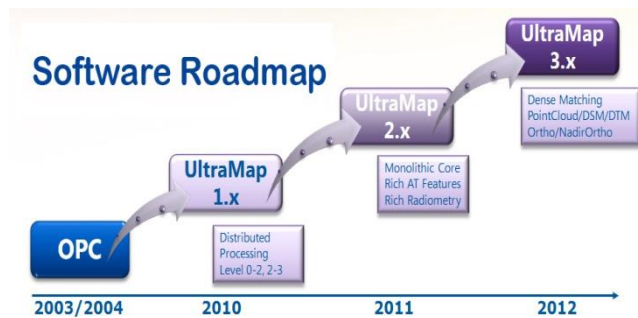 Software Roadmap
UltraMap
3.x
Dense Matching
PointCloud/DSM/DTM
Ortho/NadirOrtho
UltraMap
2.x
Monolithic Core
Rich AT Features
Rich Radiometry
UltraMap
1.x
Distributed
Processing
Level 0-2, 2-3
OPC
2003/2004 2010 2011 2012